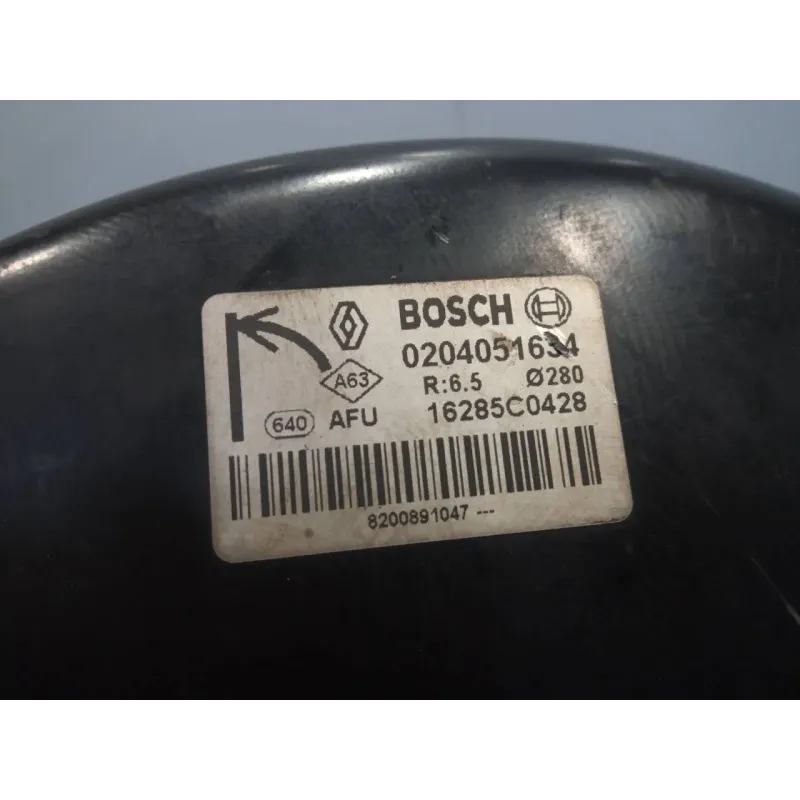 BOSCH
0204051634
A63 R:6.5 Ø280
640 AFU 16285C0428
8200891047 ---